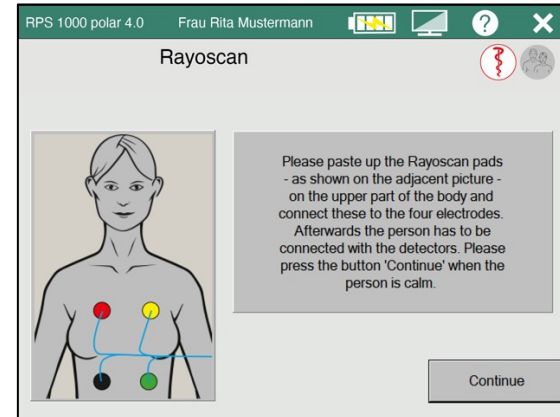 RPS 1000 polar 4.0 Frau Rita Mustermann ?
Rayoscan
Please paste up the Rayoscan pads
- as shown on the adjacent picture -
on the upper part of the body and
connect these to the four electrodes.
Afterwards the person has to be
connected with the detectors. Please
press the button 'Continue' when the
person is calm.
Continue